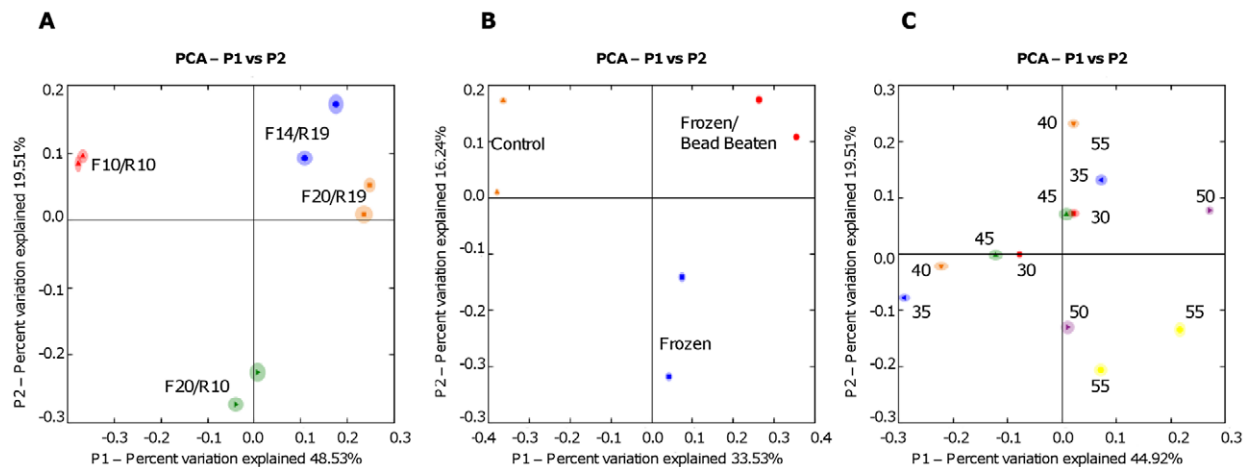 A
PCA – P1 vs P2
P2 – Percent variation explained 19.51%
0.2
0.1
0.0
-0.1
-0.2
-0.3
F14/R19
F10/R10
F20/R19
F20/R10
-0.3 -0.2 -0.1 0.0 0.1 0.2 0.3
P1 – Percent variation explained 48.53%
B
PCA – P1 vs P2
P2 – Percent variation explained 16.24%
0.2
0.1
0.0
-0.1
-0.2
-0.3
-0.4
Control
Frozen/
Bead Beaten
Frozen
-0.4 -0.3 -0.2 -0.1 0.0 0.1 0.2 0.3 0.4
P1 – Percent variation explained 33.53%
C
PCA – P1 vs P2
P2 – Percent variation explained 19.51%
0.3
0.2
0.1
0.0
-0.1
-0.2
-0.3
40
55
35
45
50
30
45
40
30
35
50
55
55
-0.3 -0.2 -0.1 0.0 0.1 0.2 0.3
P1 – Percent variation explained 44.92%